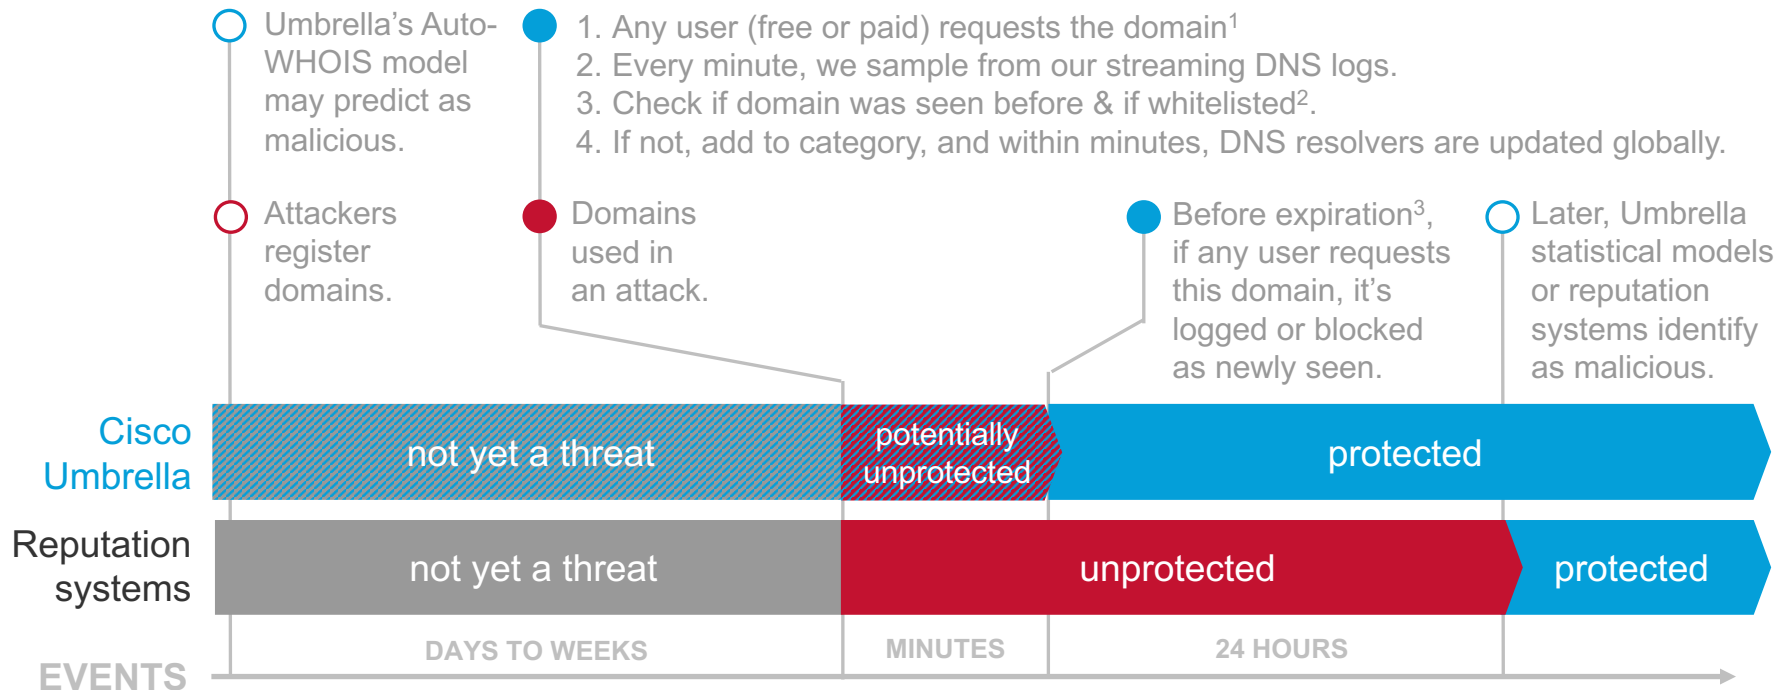 Umbrella's Auto-
WHOIS model
may predict as
malicious.
1. Any user (free or paid) requests the domain¹
2. Every minute, we sample from our streaming DNS logs.
3. Check if domain was seen before & if whitelisted².
4. If not, add to category, and within minutes, DNS resolvers are updated globally.
Attackers
register
domains.
Domains
used in
an attack.
Before expiration³,
if any user requests
this domain, it's
logged or blocked
as newly seen.
Later, Umbrella
statistical models
or reputation
systems identify
as malicious.
Cisco
Umbrella
not yet a threat
potentially
unprotected
protected
Reputation
systems
not yet a threat
unprotected
protected
DAYS TO WEEKS
MINUTES
24 HOURS
EVENTS